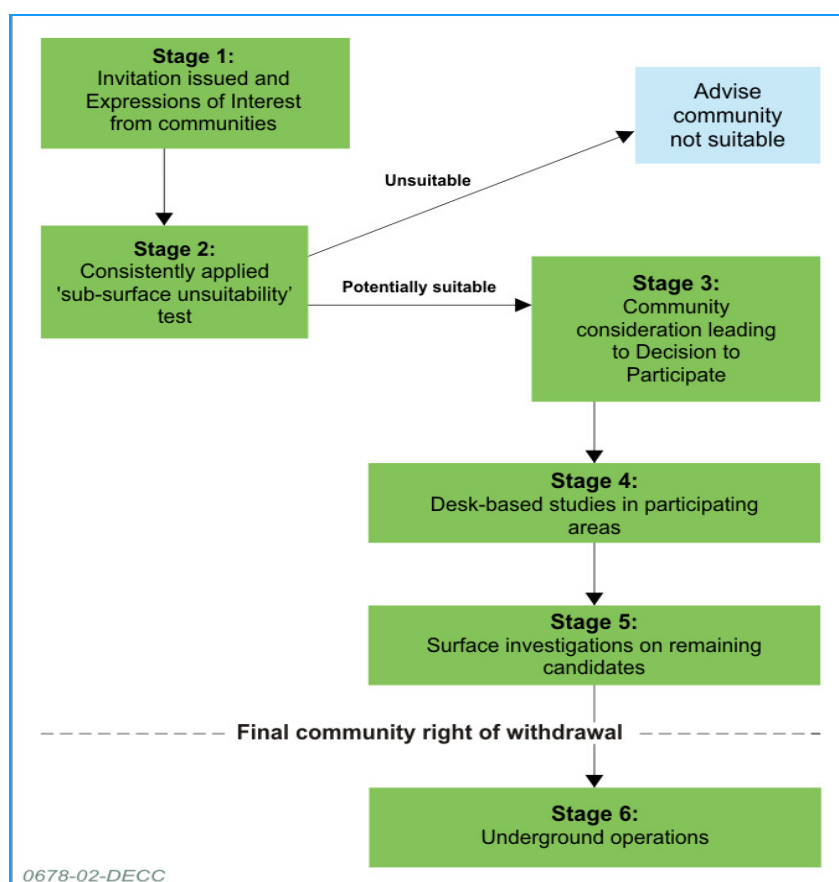 Stage 1:
Invitation issued and
Expressions of Interest
from communities
Advise
community
not suitable
Unsuitable
Stage 2:
Consistently applied
'sub-surface unsuitability’
test
Potentially suitable
Stage 3:
Community
consideration leading
to Decision to
Participate
Stage 4:
Desk-based studies in participating
areas
Stage 5:
Surface investigations on remaining
candidates
Final community right of withdrawal
Stage 6:
Underground operations
0678-02-DECC